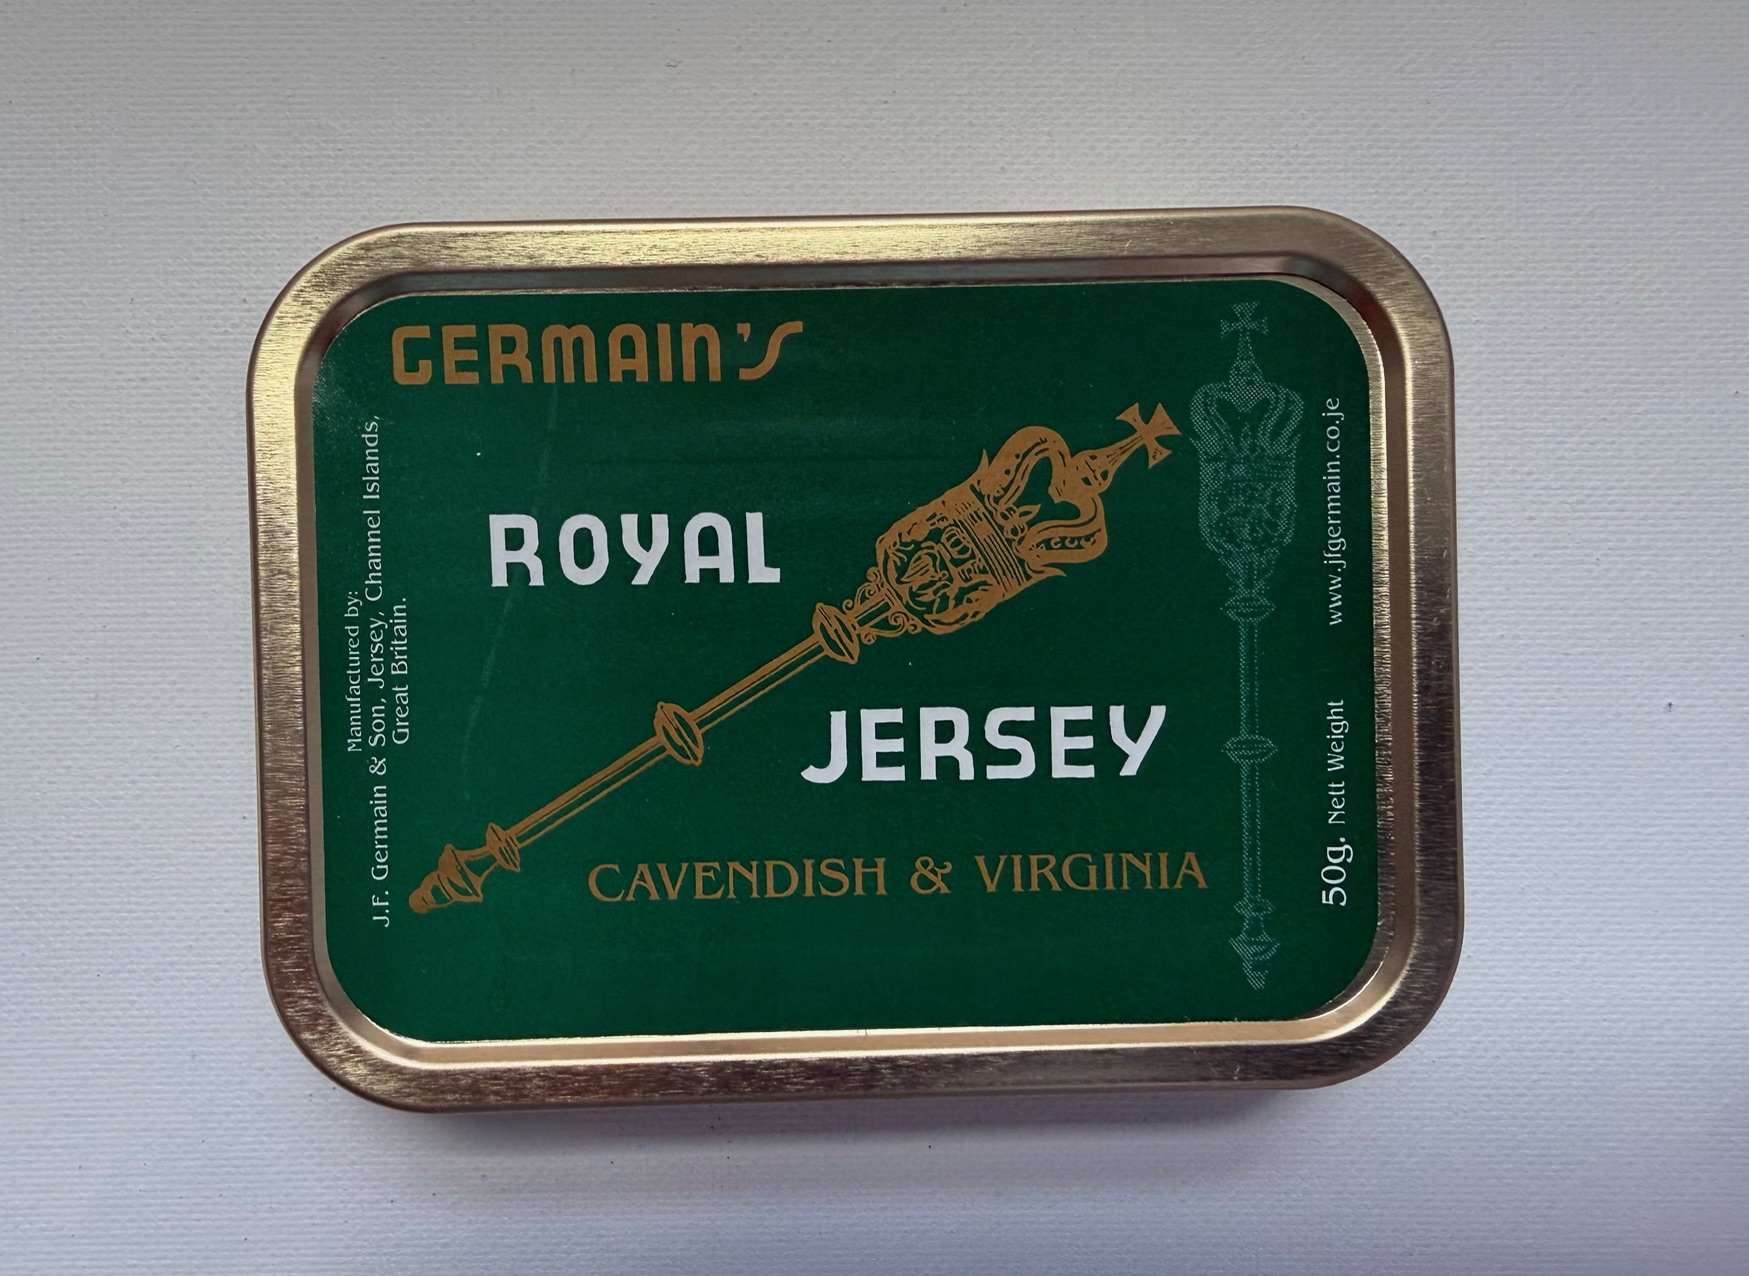 GERMAIN'S
ROYAL
JERSEY
CAVENDISH & VIRGINIA
Manufactured by:
J.F. Germain & Son, Jersey, Channel Islands,
Great Britain.
50g. Nett Weight www.jfgermain.co.je